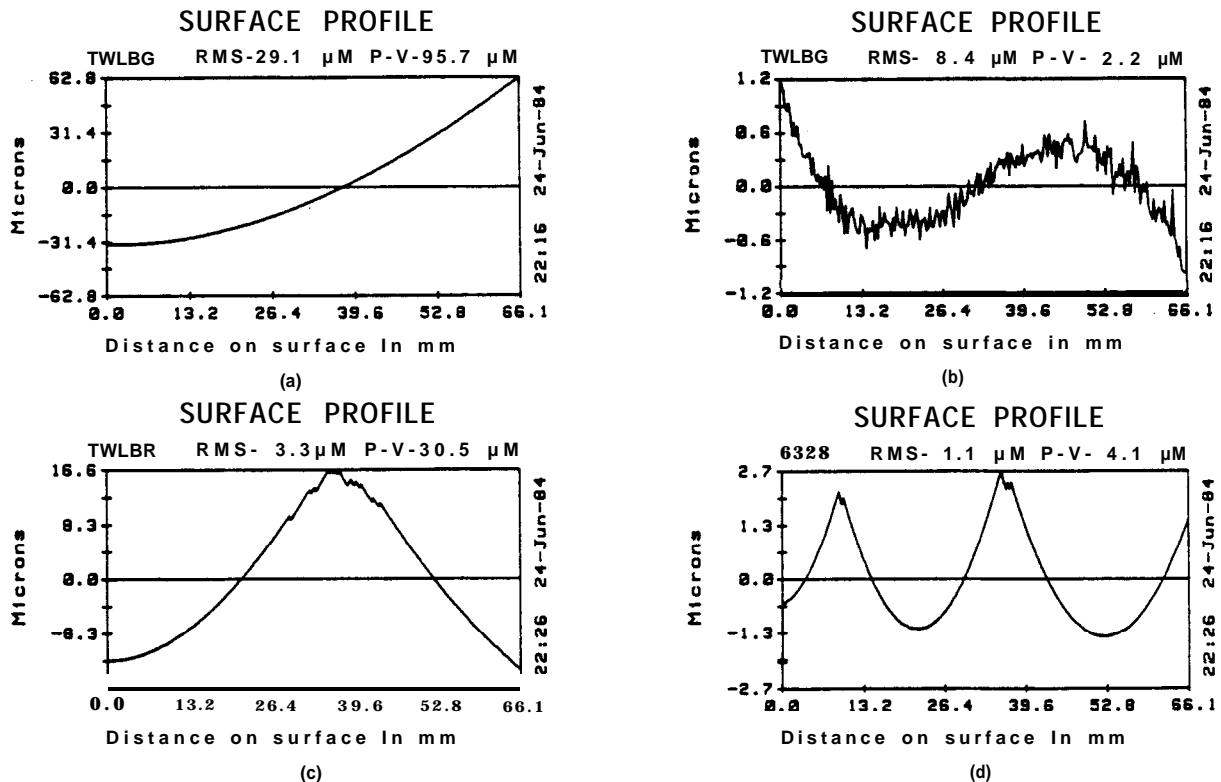 SURFACE PROFILE
TWLBG RMS-29.1 µM P-V-95.7 µM
62.8
31.4
0.0
-31.4
-62.8
Microns
22:16 24-Jun-84
0.0 13.2 26.4 39.6 52.8 66.1
Distance on surface In mm
(a)
SURFACE PROFILE
TWLBG RMS- 8.4 µM P-V- 2.2 µM
1.2
0.6
0.0
-0.6
-1.2
Microns
22:16 24-Jun-84
0.0 13.2 26.4 39.6 52.8 66.1
Distance on surface in mm
(b)
SURFACE PROFILE
TWLBR RMS- 3.3µM P-V-30.5 µM
16.6
8.3
0.0
-8.3
Microns
22:26 24-Jun-84
0.0 13.2 26.4 39.6 52.8 66.1
Distance on surface In mm
(c)
SURFACE PROFILE
6328 RMS- 1.1 µM P-V- 4.1 µM
2.7
1.3
0.0
-1.3
-2.7
Microns
22:26 24-Jun-84
0.0 13.2 26.4 39.6 52.8 66.1
Distance on surface In mm
(d)